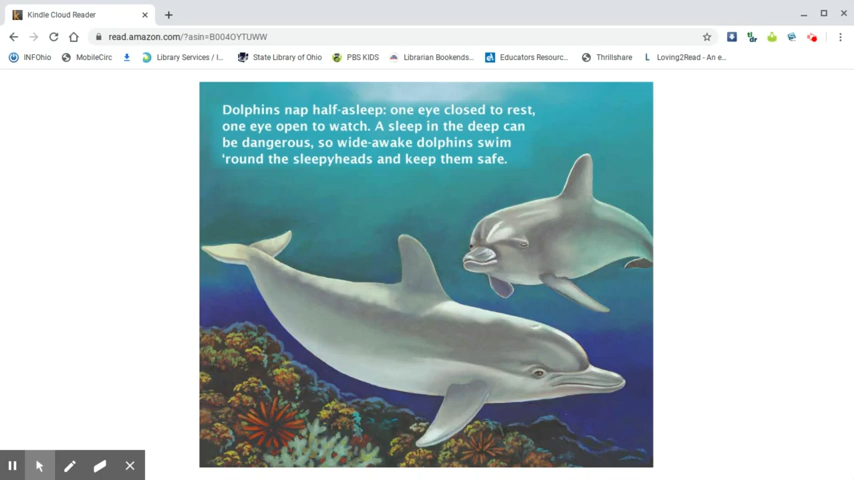 Kindle Cloud Reader
read.amazon.com/?asin=B004OYTUWW
INFOhio
MobileCirc
Library Services / I...
State Library of Ohio
PBS KIDS
Librarian Bookends...
Educators Resourc...
Thrillshare
Loving2Read - An e...
Dolphins nap half-asleep: one eye closed to rest,
one eye open to watch. A sleep in the deep can
be dangerous, so wide-awake dolphins swim
‘round the sleepyheads and keep them safe.